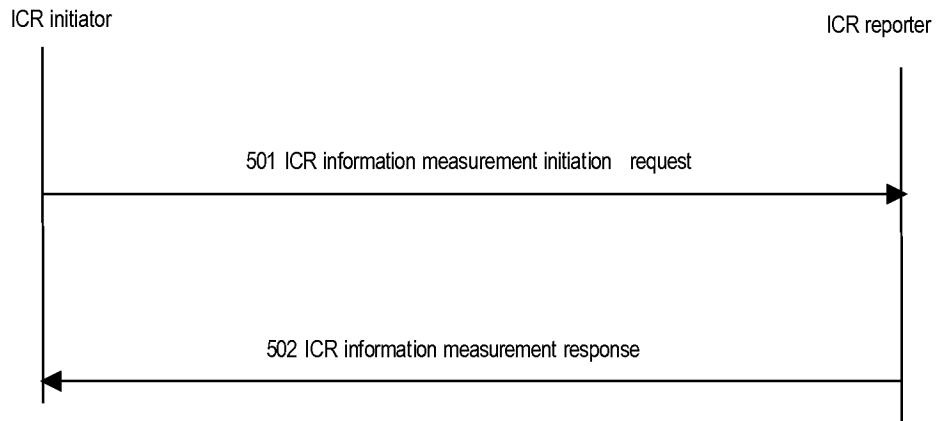 ICR initiator
ICR reporter
501 ICR information measurement initiation request
502 ICR information measurement response